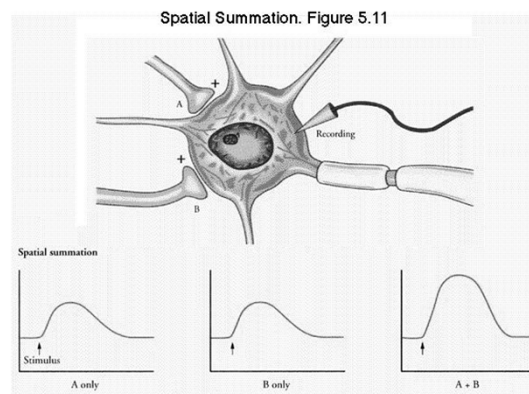 Spatial Summation. Figure 5.11
+
A
Recording
+
B
Spatial summation
Stimulus
A only
B only
A + B